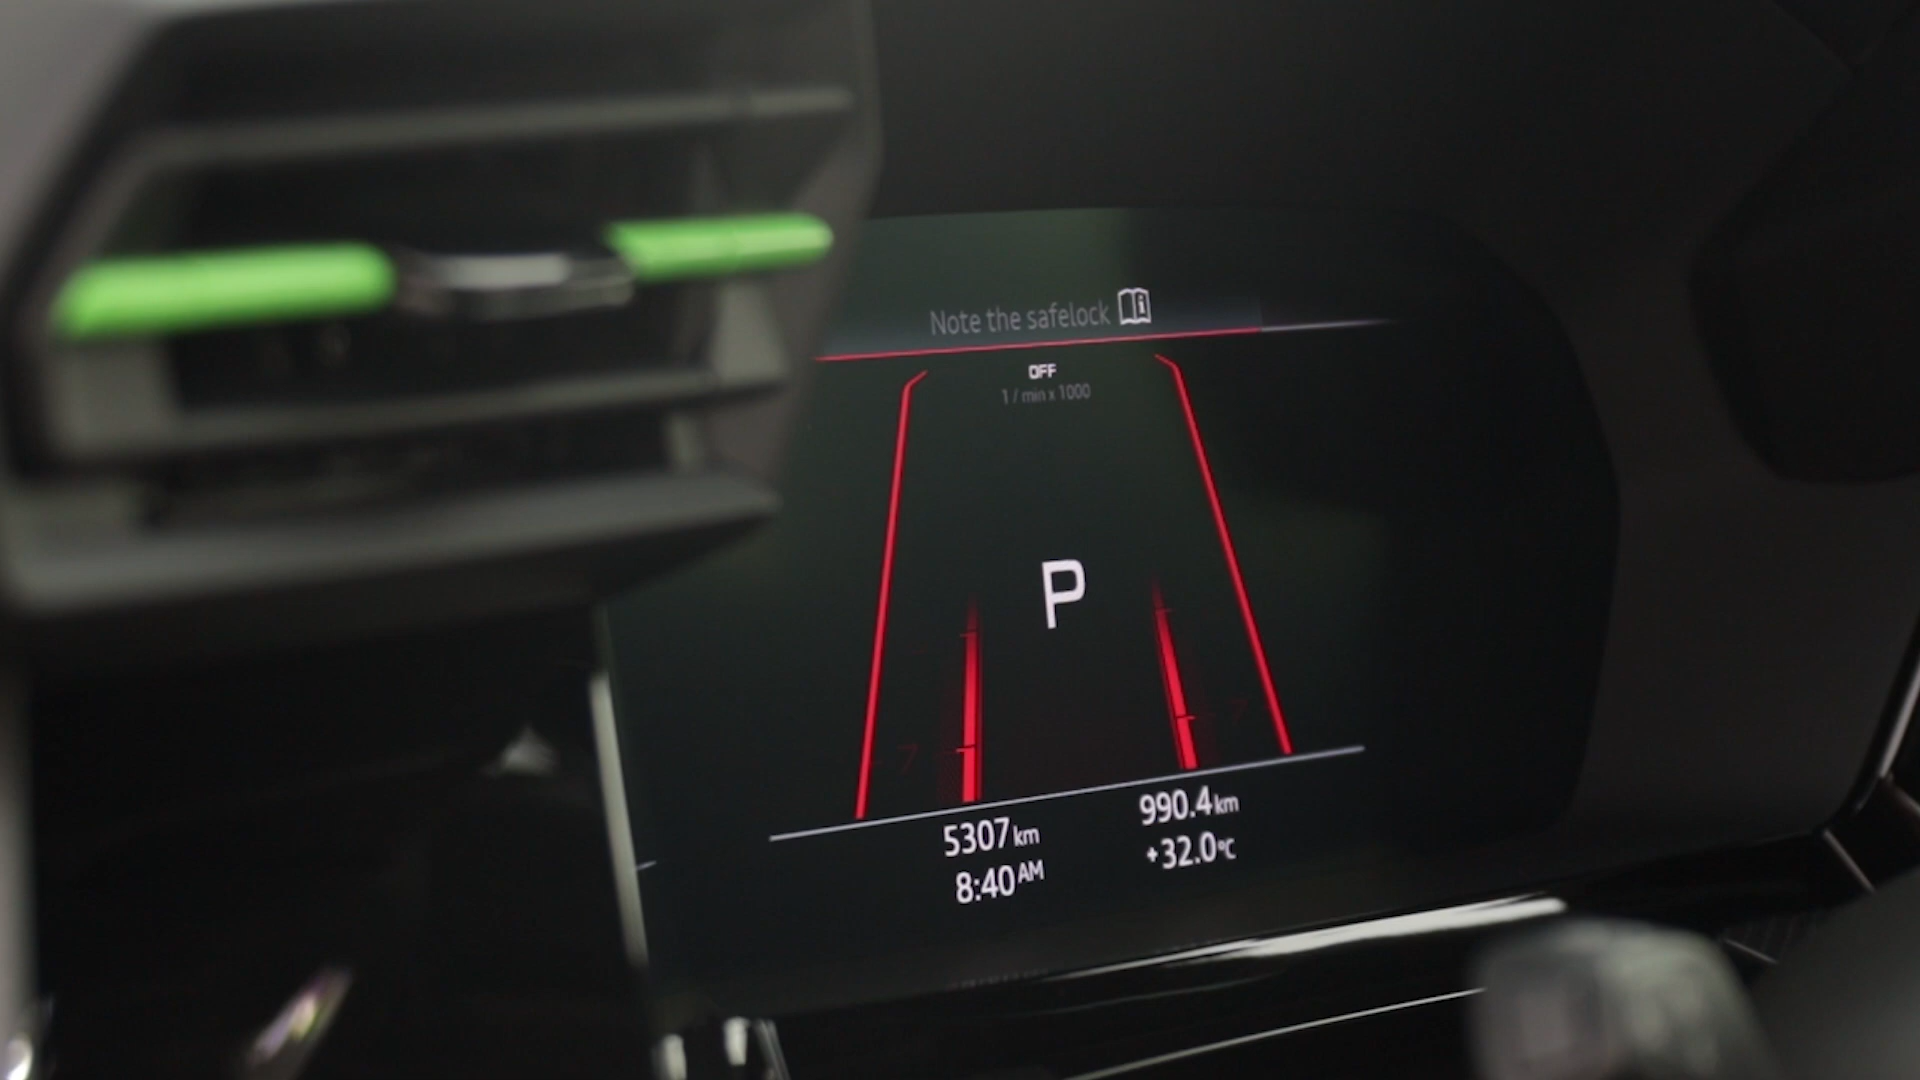 Note the safelock
OFF
1 / min x 1000
P
5307 km
990.4 km
8:40 AM
+32.0 °C